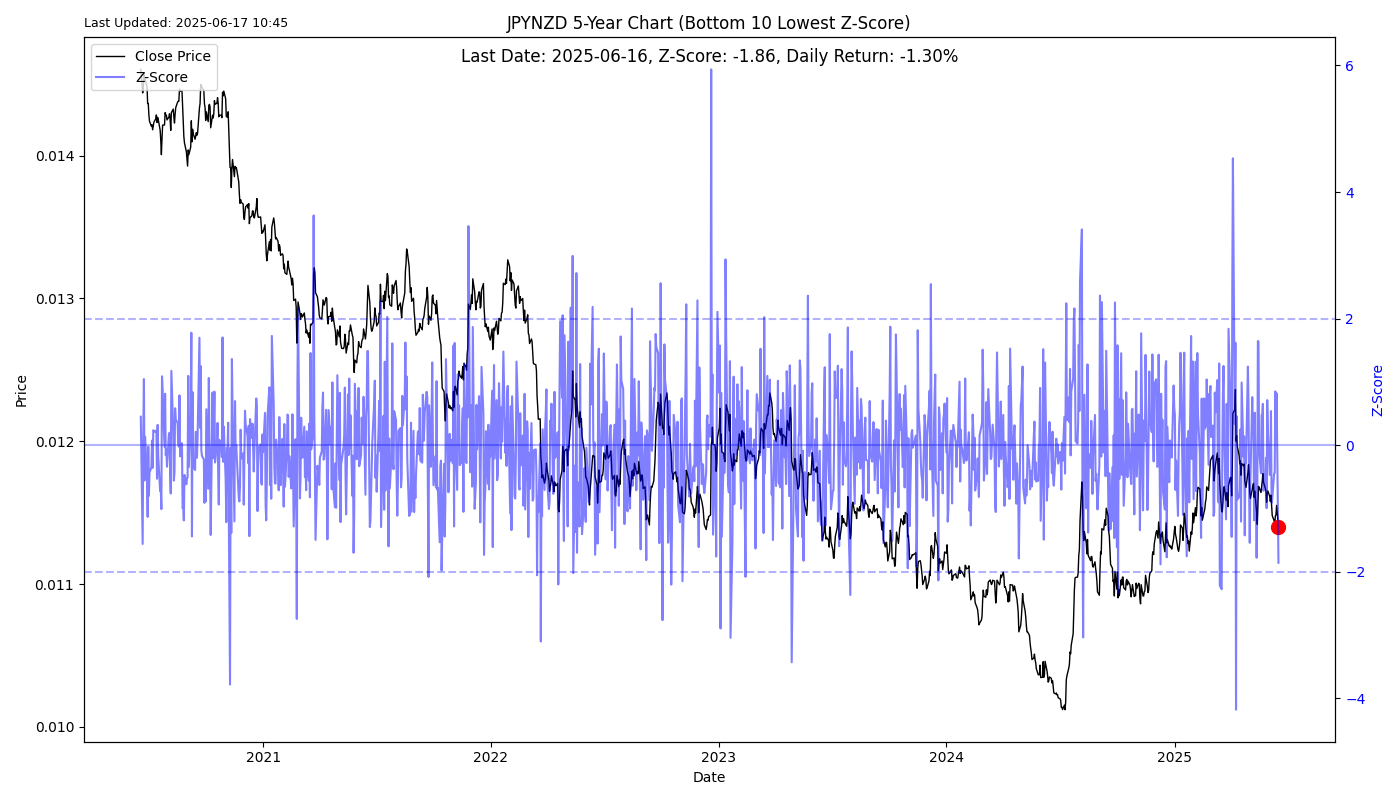 Last Updated: 2025-06-17 10:45
JPYNZD 5-Year Chart (Bottom 10 Lowest Z-Score)
Last Date: 2025-06-16, Z-Score: -1.86, Daily Return: -1.30%
Close Price
Z-Score
0.014
0.013
0.012
0.011
0.010
Price
6
4
2
0
−2
−4
Z-Score
2021
2022
2023
2024
2025
Date